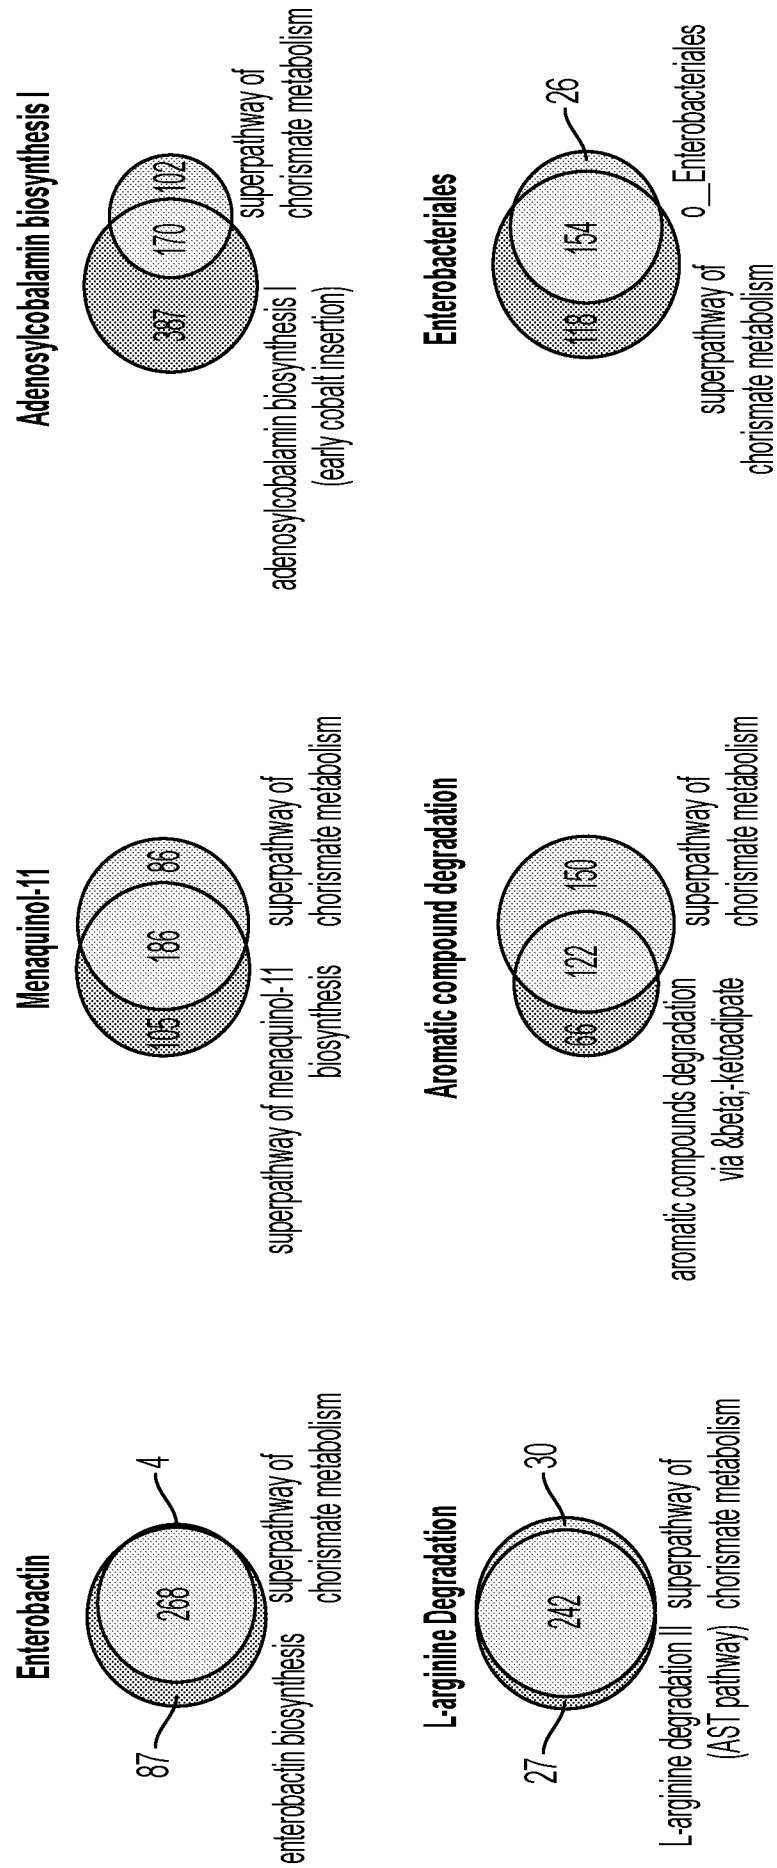 Enterobactin
87
268
4
enterobactin biosynthesis
superpathway of
chorismate metabolism
Menaquinol-11
105
186
86
superpathway of menaquinol-11
biosynthesis
superpathway of
chorismate metabolism
Adenosylcobalamin biosynthesis I
387
170
102
adenosylcobalamin biosynthesis I
(early cobalt insertion)
superpathway of
chorismate metabolism
L-arginine Degradation
27
242
30
L-arginine degradation II
(AST pathway)
superpathway of
chorismate metabolism
Aromatic compound degradation
66
122
150
aromatic compounds degradation
via &beta;-ketoadipate
superpathway of
chorismate metabolism
Enterobacteriales
118
154
26
superpathway of
chorismate metabolism
o__Enterobacteriales